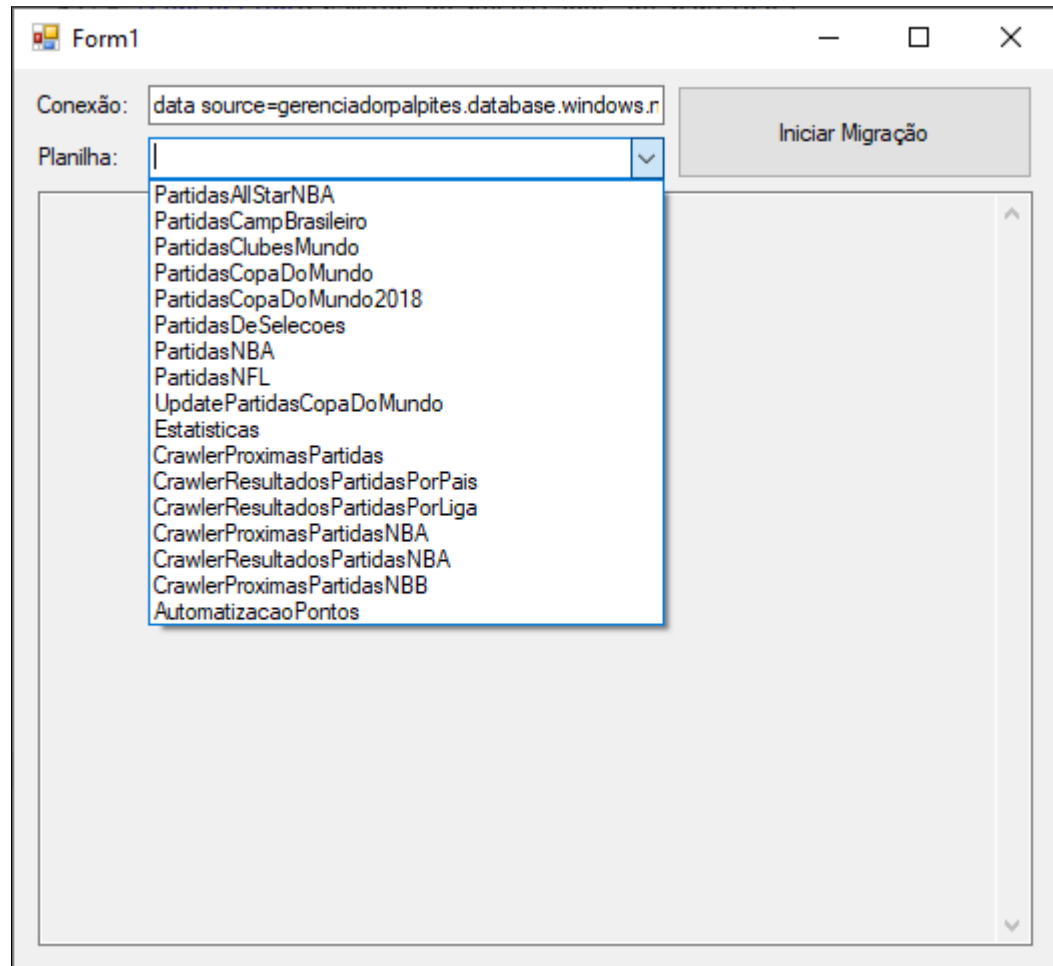 Form1
Conexão: data source=gerenciadorpalpites.database.windows.
Iniciar Migração
Planilha:
PartidasAllStarNBA
PartidasCampBrasileiro
PartidasClubesMundo
PartidasCopaDoMundo
PartidasCopaDoMundo2018
PartidasDeSelecoes
PartidasNBA
PartidasNFL
UpdatePartidasCopaDoMundo
Estatisticas
CrawlerProximasPartidas
CrawlerResultadosPartidasPorPais
CrawlerResultadosPartidasPorLiga
CrawlerProximasPartidasNBA
CrawlerResultadosPartidasNBA
CrawlerProximasPartidasNBB
AutomatizacaoPontos